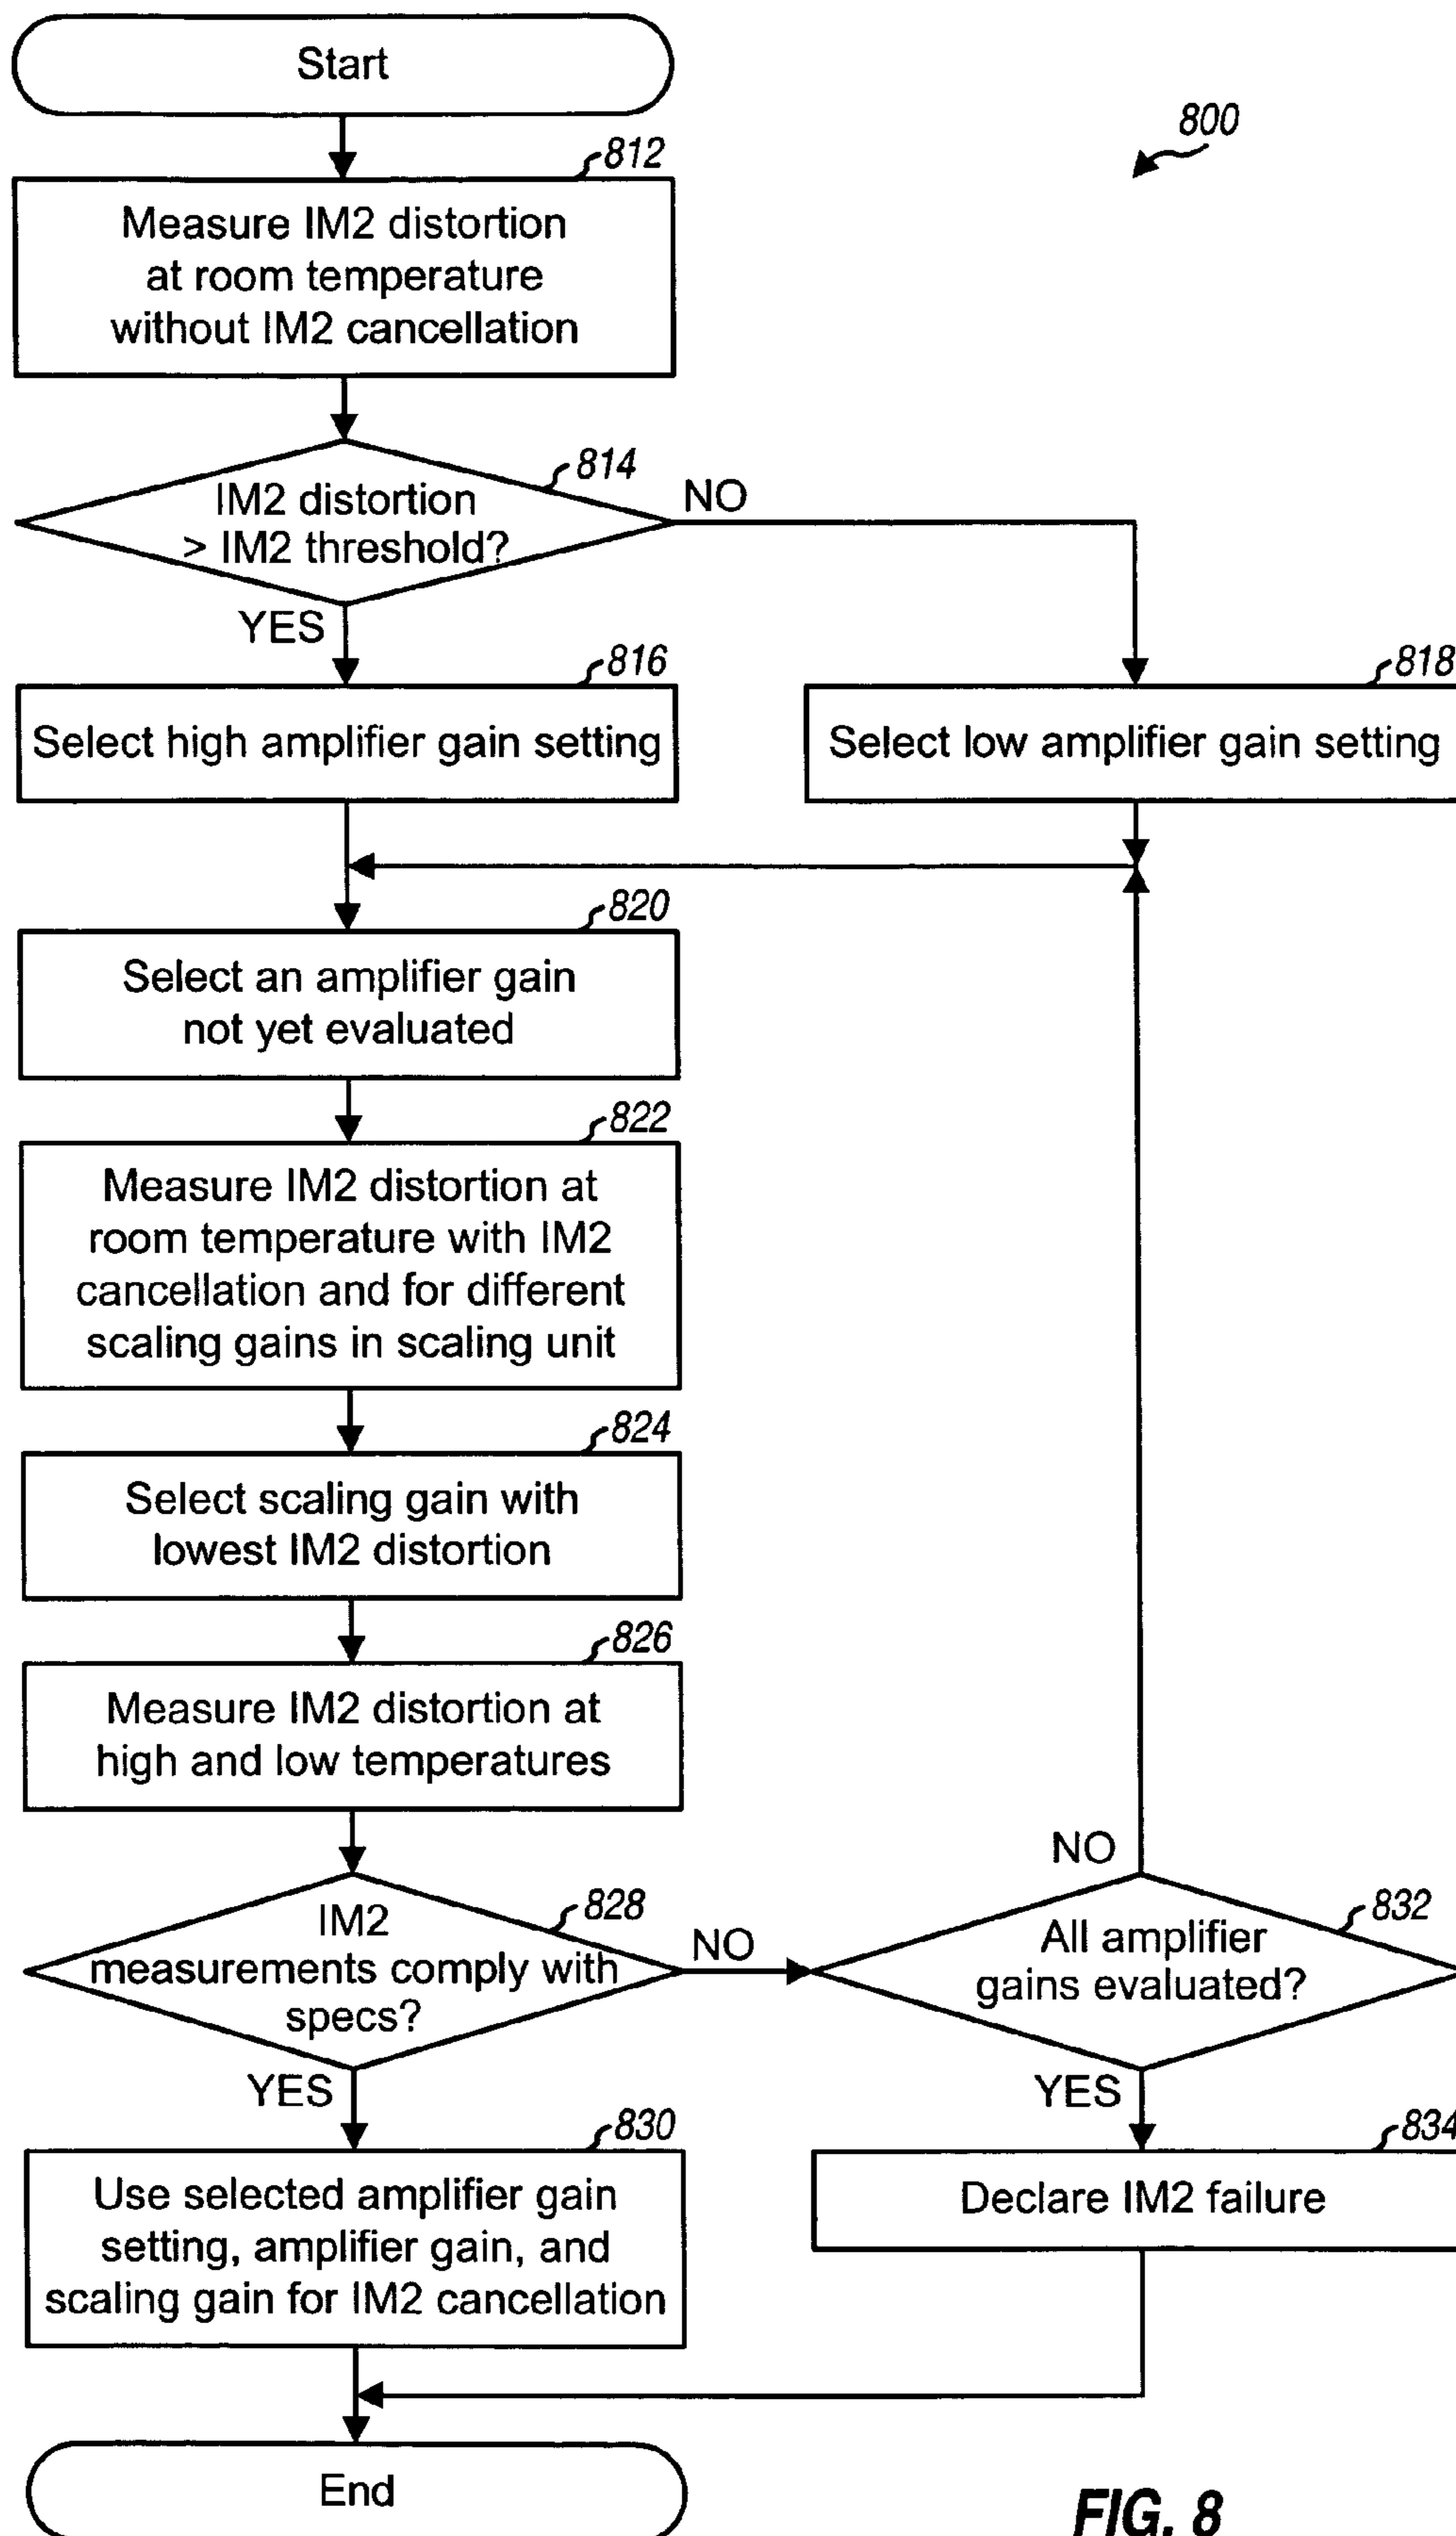 Start
800
812
Measure IM2 distortion
at room temperature
without IM2 cancellation
814
IM2 distortion
> IM2 threshold?
NO
YES
816
Select high amplifier gain setting
818
Select low amplifier gain setting
820
Select an amplifier gain
not yet evaluated
822
Measure IM2 distortion at
room temperature with IM2
cancellation and for different
scaling gains in scaling unit
824
Select scaling gain with
lowest IM2 distortion
826
Measure IM2 distortion at
high and low temperatures
828
IM2
measurements comply with
specs?
NO
YES
NO
832
All amplifier
gains evaluated?
YES
830
Use selected amplifier gain
setting, amplifier gain, and
scaling gain for IM2 cancellation
834
Declare IM2 failure
End
FIG. 8